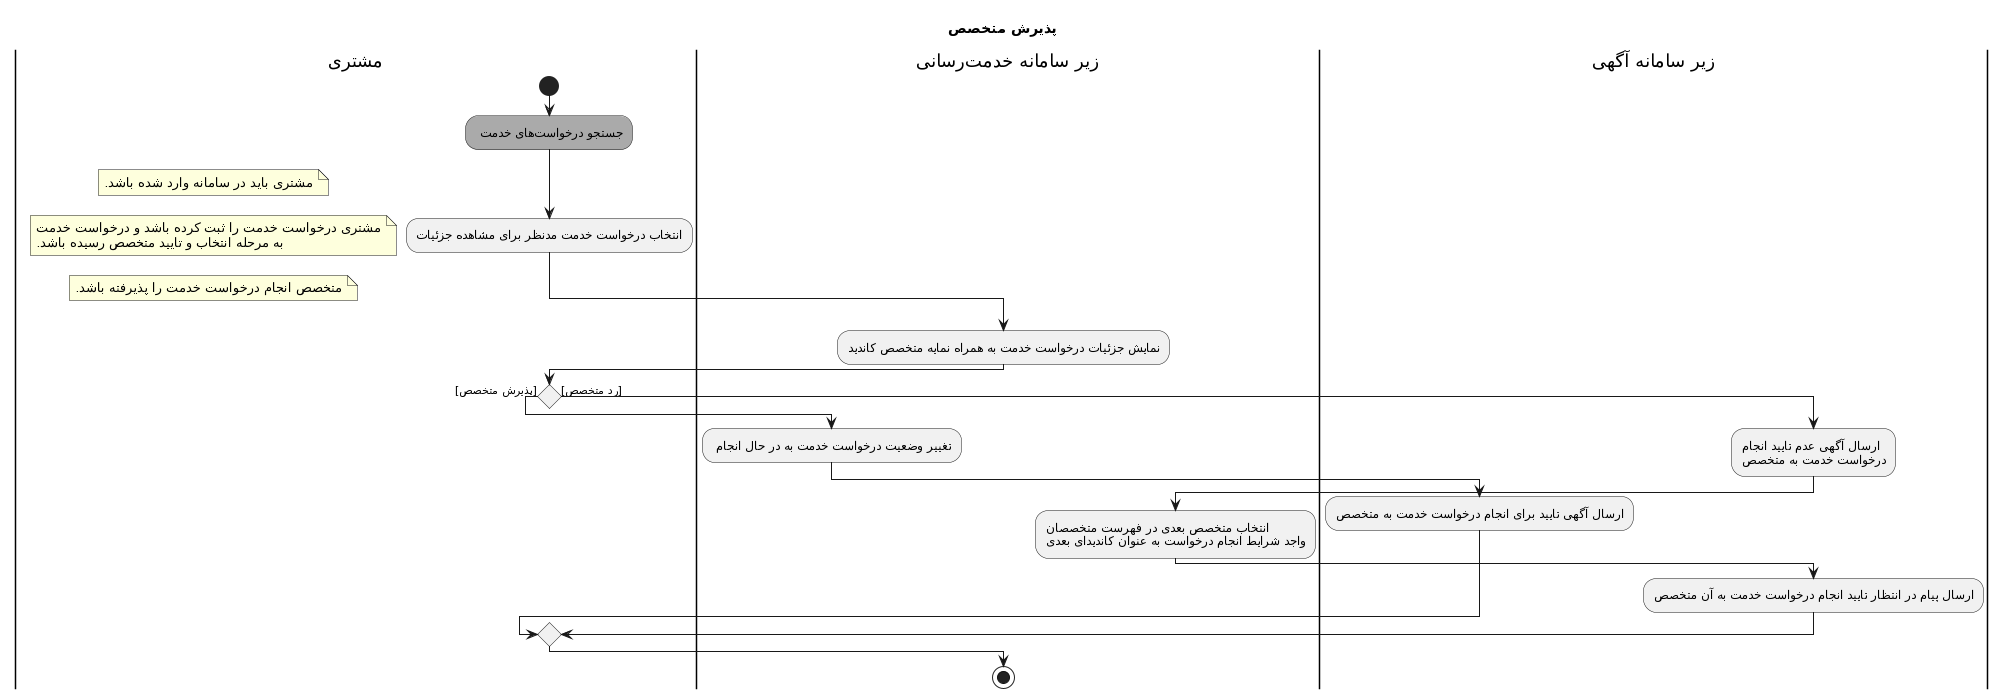 پذیرش متخصص
مشتری
زیر سامانه خدمت‌رسانی
زیر سامانه آگهی
جستجو درخواست‌های خدمت
مشتری باید در سامانه وارد شده باشد.
مشتری درخواست خدمت را ثبت کرده باشد و درخواست خدمت
به مرحله انتخاب و تایید متخصص رسیده باشد.
انتخاب درخواست خدمت مدنظر برای مشاهده جزئیات
متخصص انجام درخواست خدمت را پذیرفته باشد.
نمایش جزئیات درخواست خدمت به همراه نمایه متخصص کاندید
[پذیرش متخصص]
[رد متخصص]
تغییر وضعیت درخواست خدمت به در حال انجام
ارسال آگهی عدم تایید انجام
درخواست خدمت به متخصص
ارسال آگهی تایید برای انجام درخواست خدمت به متخصص
انتخاب متخصص بعدی در فهرست متخصصان
واجد شرایط انجام درخواست به عنوان کاندیدای بعدی
ارسال پیام در انتظار تایید انجام درخواست خدمت به آن متخصص